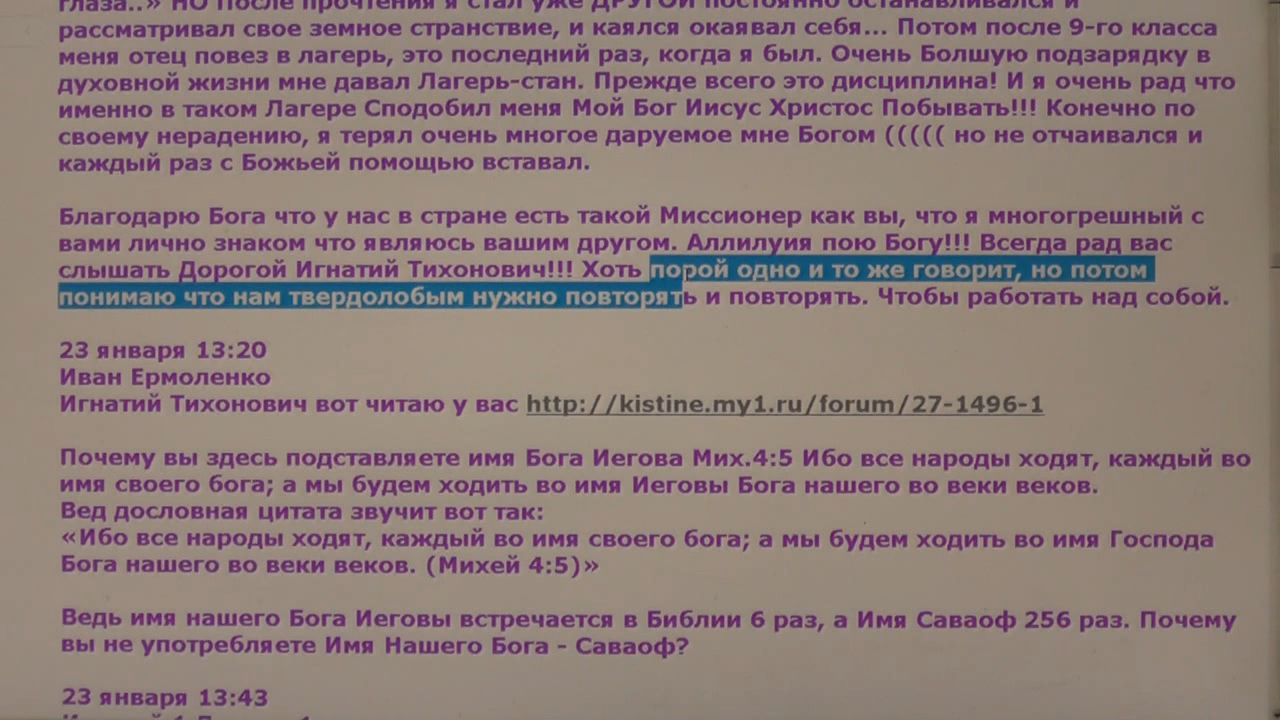 глаза..» НО После прочтения я стал уже ДРУГОЙ постоянно останавливался и
рассматривал свое земное странствие, и каялся окаявал себя... Потом после 9-го класса
меня отец повез в лагерь, это последний раз, когда я был. Очень Болшую подзарядку в
духовной жизни мне давал Лагерь-стан. Прежде всего это дисциплина! И я очень рад что
именно в таком Лагере Сподобил меня Мой Бог Иисус Христос Побывать!!! Конечно по
своему нерадению, я терял очень многое даруемое мне Богом ((((( но не отчаивался и
каждый раз с Божьей помощью вставал.
Благодарю Бога что у нас в стране есть такой Миссионер как вы, что я многогрешный с
вами лично знаком что являюсь вашим другом. Аллилуия пою Богу!!! Всегда рад вас
слышать Дорогой Игнатий Тихонович!!! Хоть порой одно и то же говорит, но потом
понимаю что нам твердолобым нужно повторять и повторять. Чтобы работать над собой.
23 января 13:20
Иван Ермоленко
Игнатий Тихонович вот читаю у вас http://kistine.my1.ru/forum/27-1496-1
Почему вы здесь подставляете имя Бога Иегова Мих.4:5 Ибо все народы ходят, каждый во
имя своего бога; а мы будем ходить во имя Иеговы Бога нашего во веки веков.
Вед дословная цитата звучит вот так:
«Ибо все народы ходят, каждый во имя своего бога; а мы будем ходить во имя Господа
Бога нашего во веки веков. (Михей 4:5)»
Ведь имя нашего Бога Иеговы встречается в Библии 6 раз, а Имя Саваоф 256 раз. Почему
вы не употребляете Имя Нашего Бога - Саваоф?
23 января 13:43